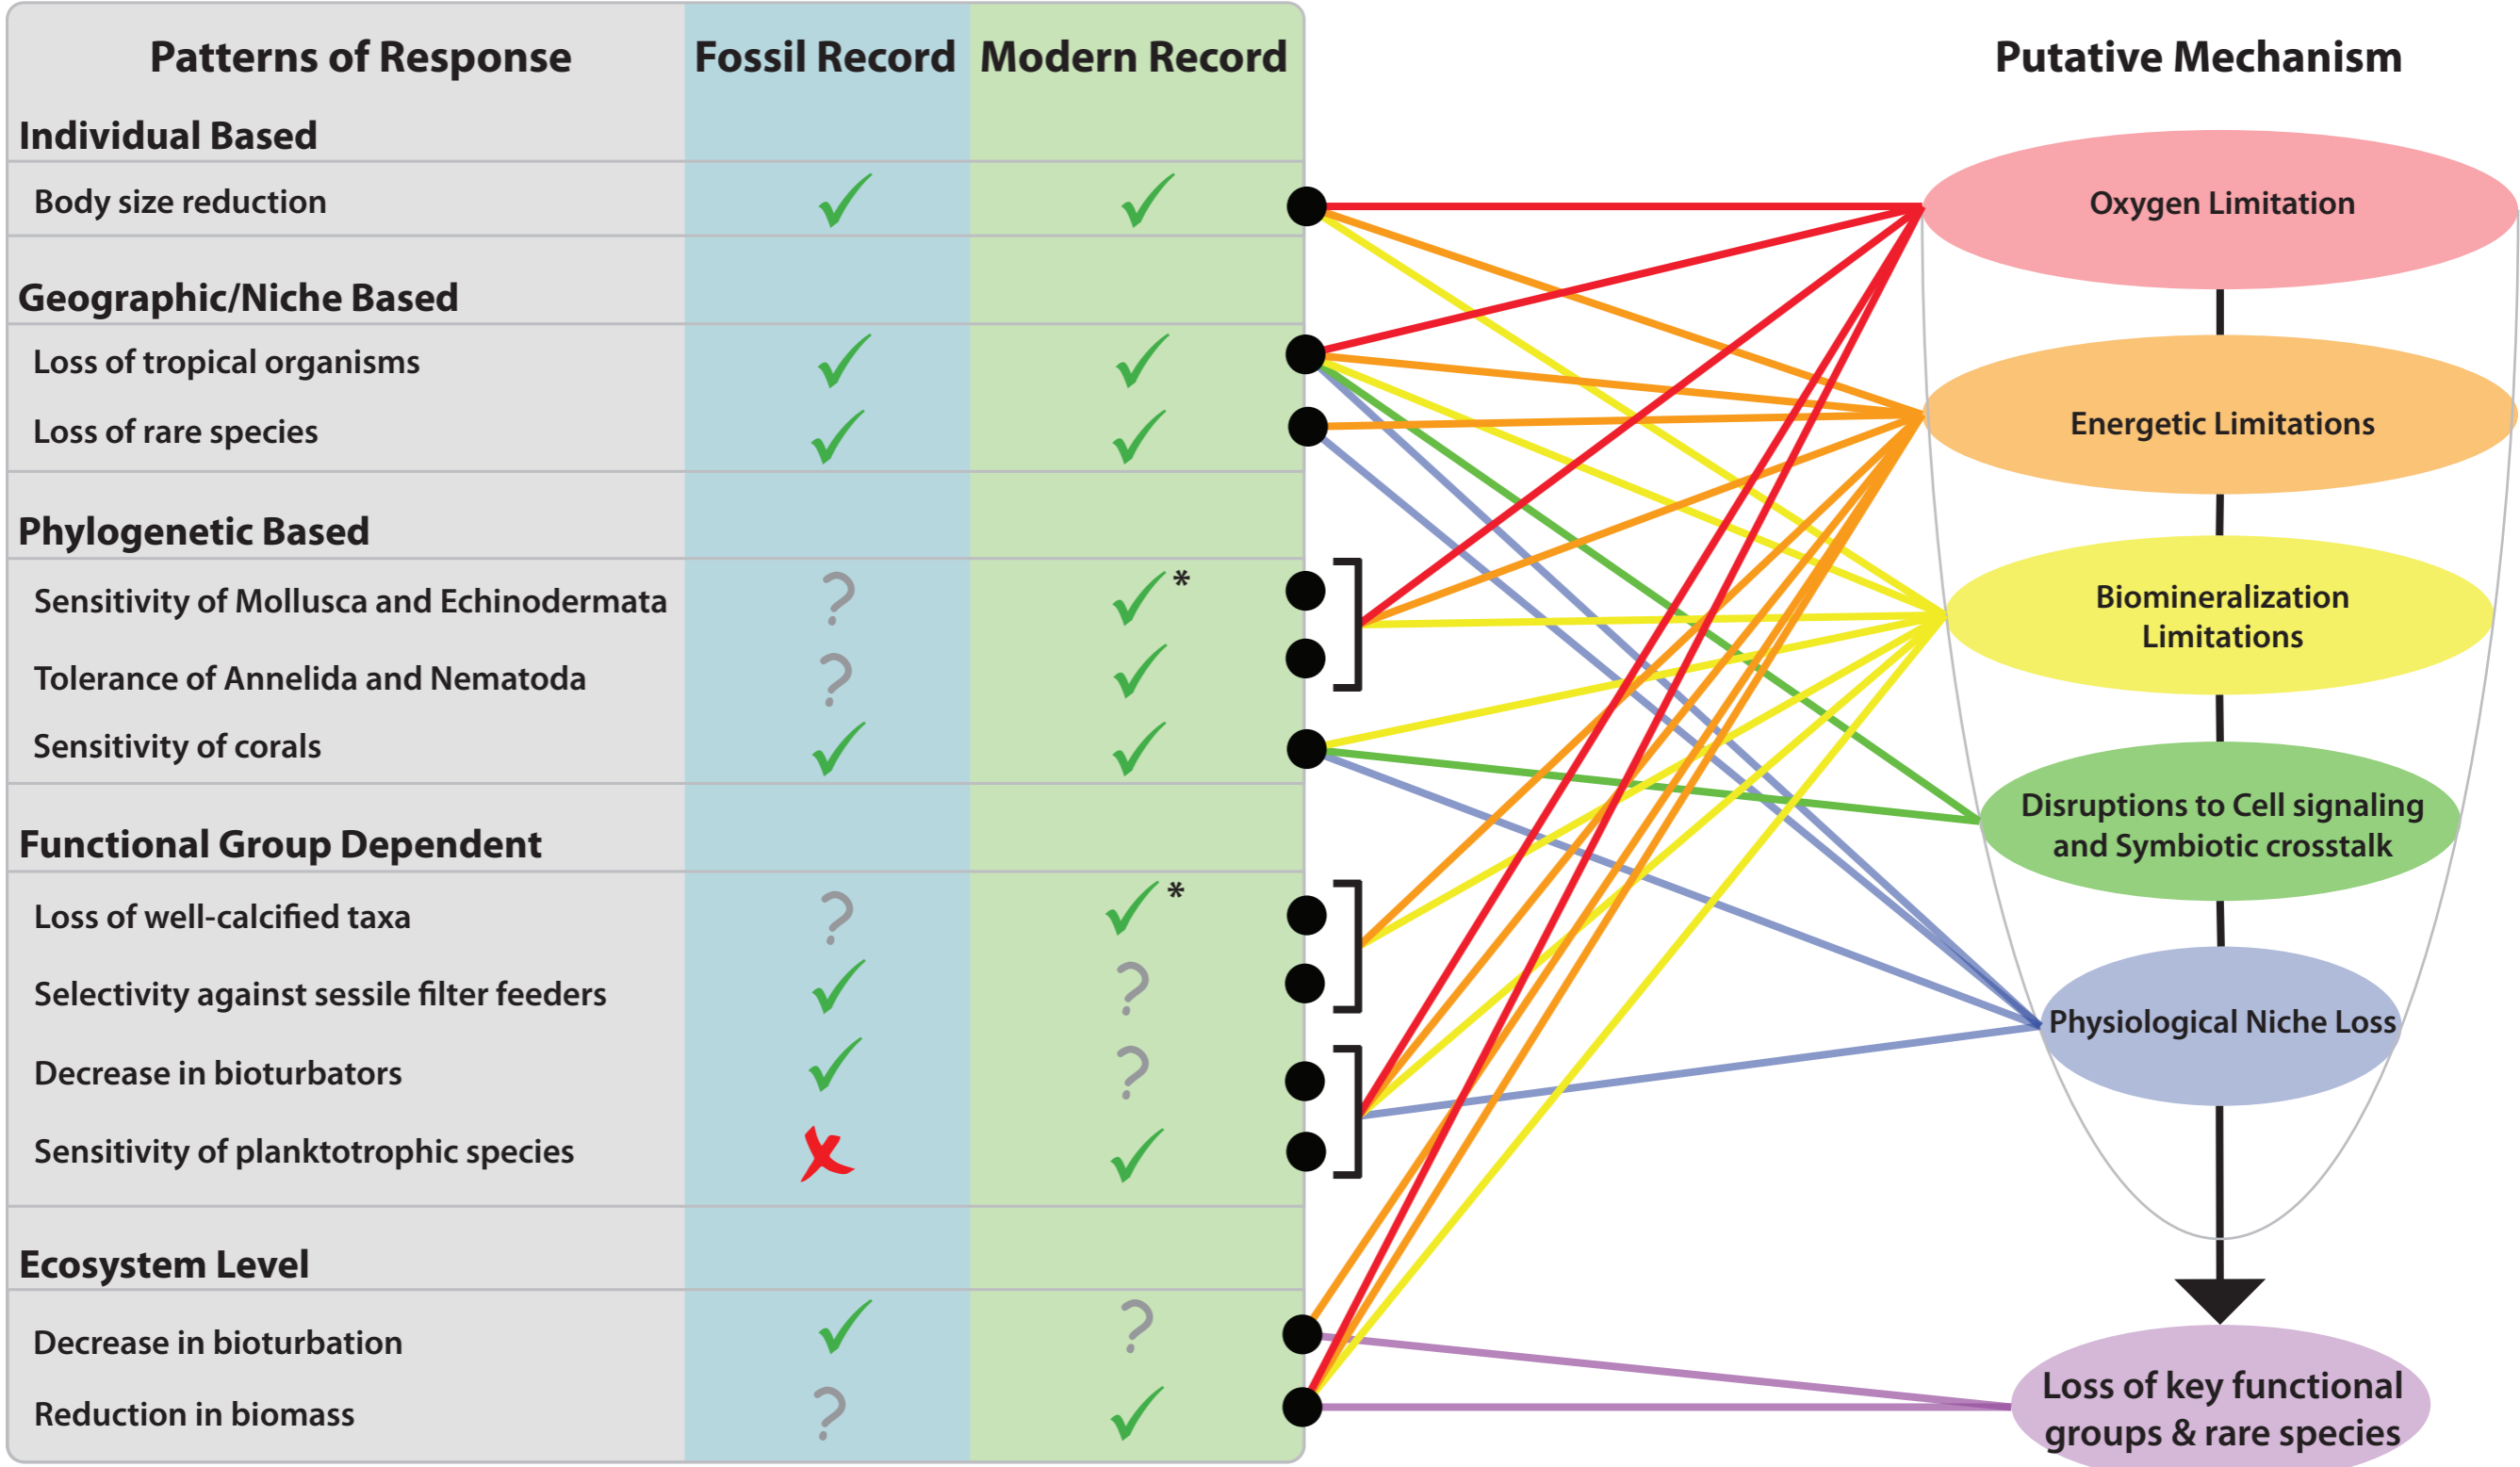 Patterns of Response Fossil Record Modern Record Putative Mechanism
Individual Based
Body size reduction ✓ ✓
Oxygen Limitation
Geographic/Niche Based
Loss of tropical organisms ✓ ✓
Loss of rare species ✓ ✓
Energetic Limitations
Phylogenetic Based
Sensitivity of Mollusca and Echinodermata ? ✓*
Tolerance of Annelida and Nematoda ? ✓
Sensitivity of corals ✓ ✓
Biomineralization
Limitations
Functional Group Dependent
Loss of well-calcified taxa ? ✓*
Selectivity against sessile filter feeders ✓ ?
Decrease in bioturbators ✓ ?
Sensitivity of planktotrophic species ✗ ✓
Disruptions to Cell signaling
and Symbiotic crosstalk
Physiological Niche Loss
Ecosystem Level
Decrease in bioturbation ✓ ?
Reduction in biomass ? ✓
Loss of key functional
groups & rare species